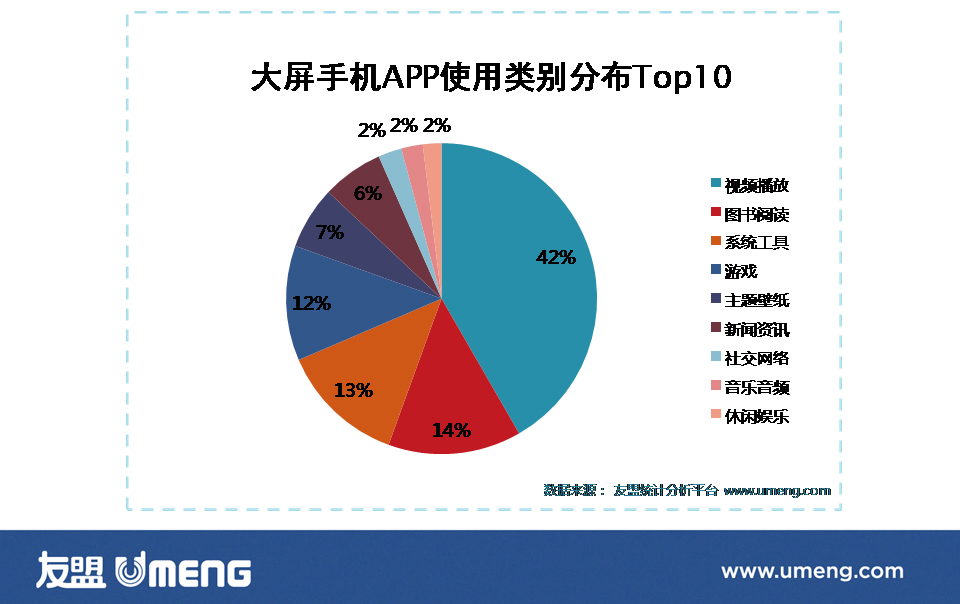 大屏手机APP使用类别分布Top10
2% 2% 2%
6%
7%
12%
13%
14%
42%
视频播放
图书阅读
系统工具
游戏
主题壁纸
新闻资讯
社交网络
音乐音频
休闲娱乐
数据来源： 友盟统计分析平台 www.umeng.com
友盟 UMENG
www.umeng.com